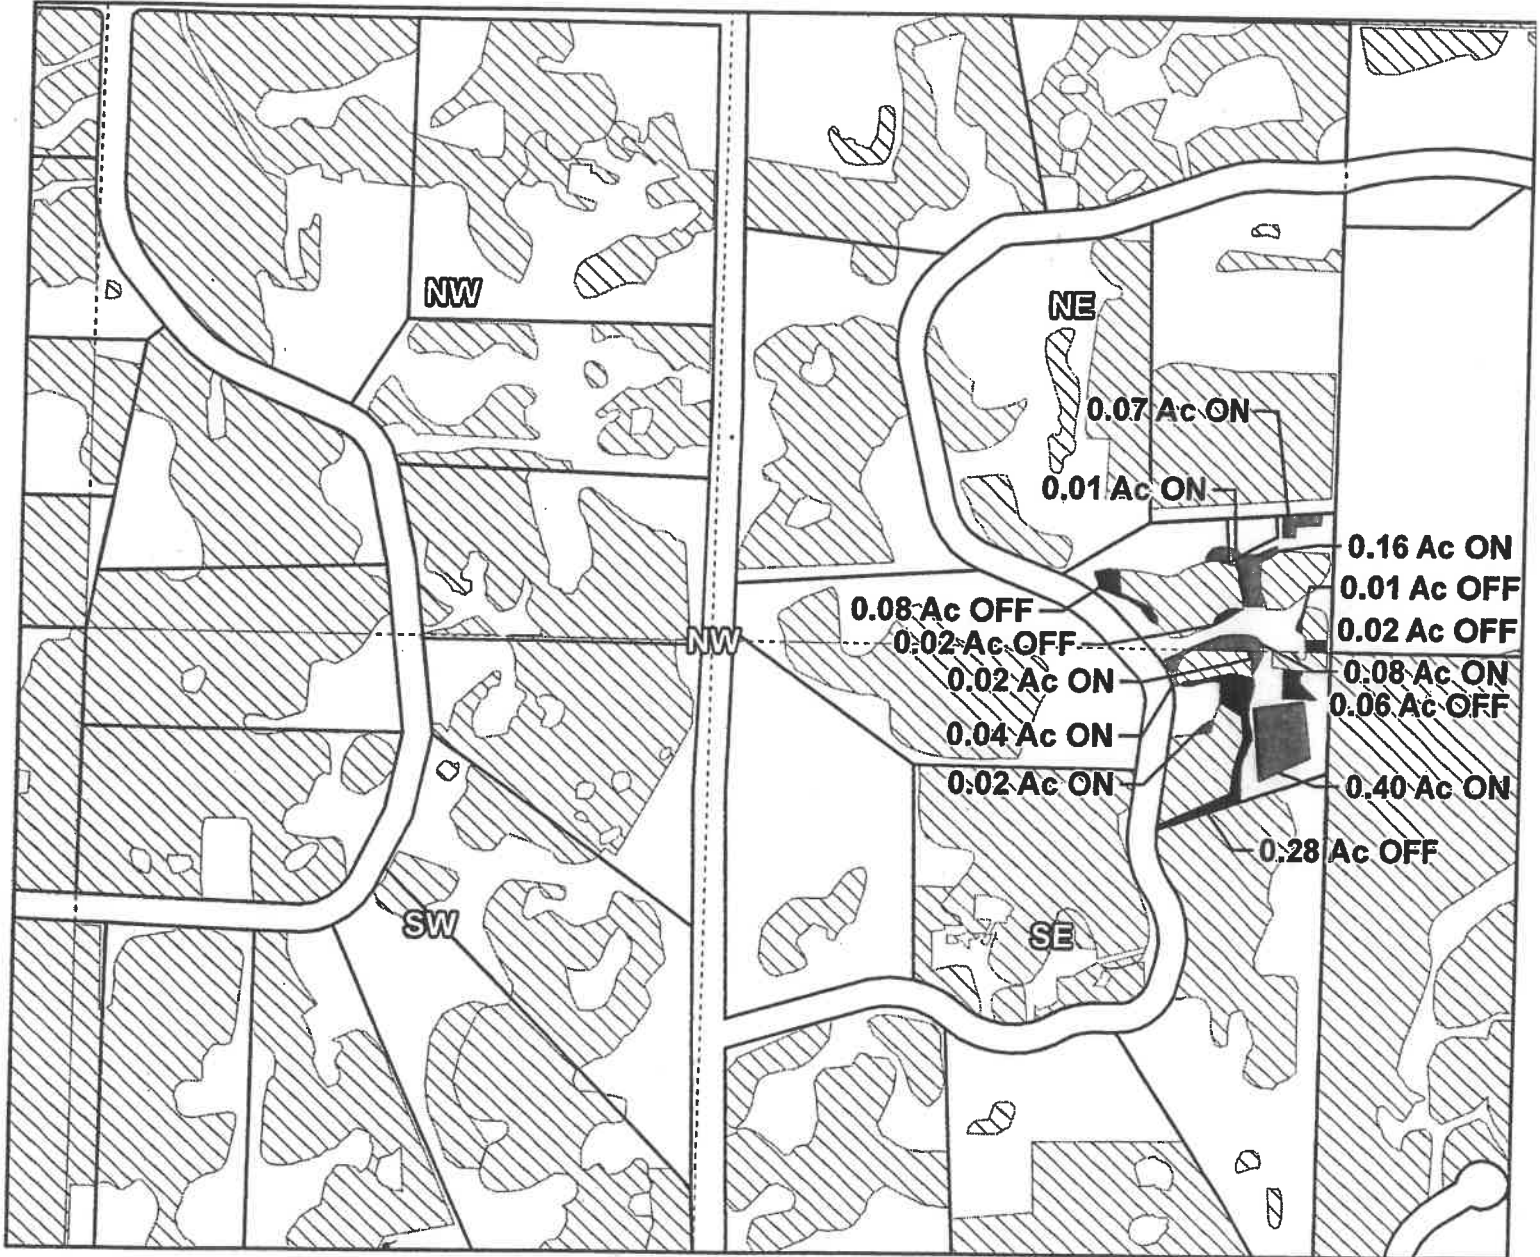 NW
NE
0.07 Ac ON
0.01 Ac ON
0.16 Ac ON
0.01 Ac OFF
0.08 Ac OFF
0.02 Ac OFF
0.02 Ac OFF
NW
0.02 Ac ON
0.08 Ac ON
0.06 Ac OFF
0.04 Ac ON
0.02 Ac ON
0.40 Ac ON
0.28 Ac OFF
SW
SE